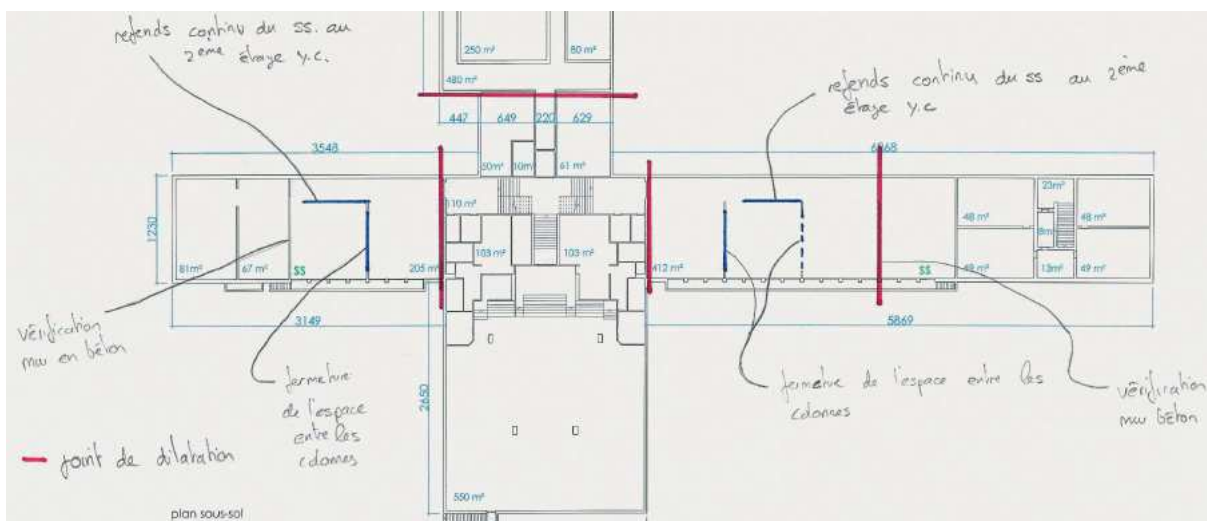 refends continu du SS. au
2ème étage y.c.
250 m²
80 m²
480 m²
447
649
220
629
refends continu du SS au 2ème
étage y.c
3548
50m²
10m²
61 m²
6868
1230
110 m²
23m²
48 m²
8m²
48 m²
81m²
67 m²
SS
205 m²
103 m²
103 m²
412 m²
SS
49 m²
13m²
49 m²
3149
5869
vérification
mur en béton
fermeture
de l'espace
entre les
colonnes
2650
fermeture de l'espace entre les
colonnes
vérification
mur béton
joint de dilatation
550 m²
plan sous-sol